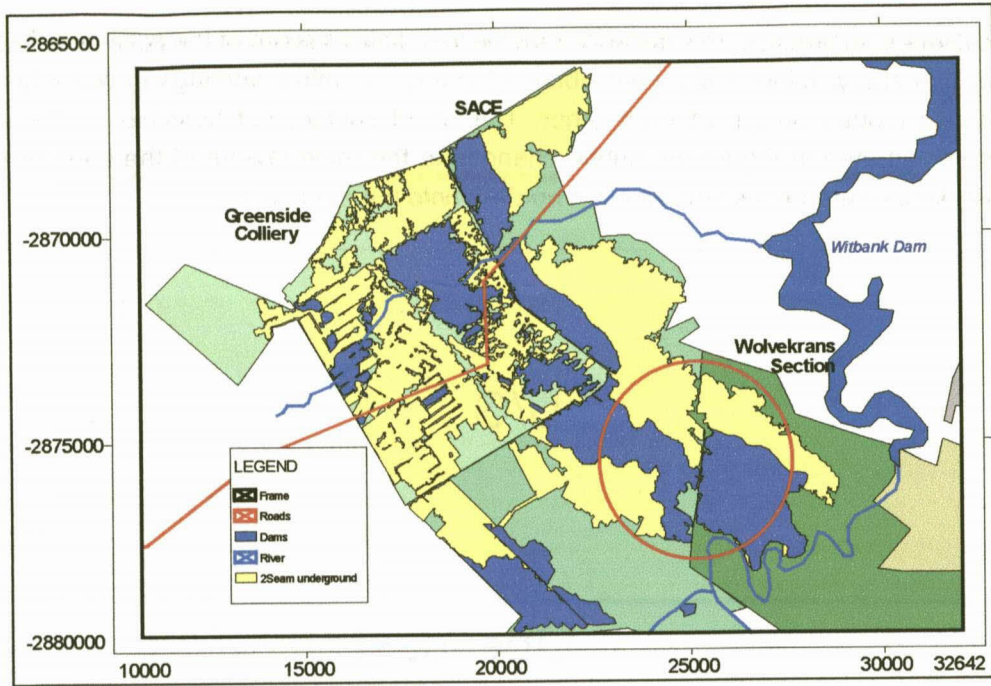 -2865000
SACE
Greenside
Colliery
-2870000
Witbank Dam
Wolvekrans
Section
-2875000
LEGEND
Frame
Roads
Dams
River
2Seam underground
-2880000
10000
15000
20000
25000
30000
32642